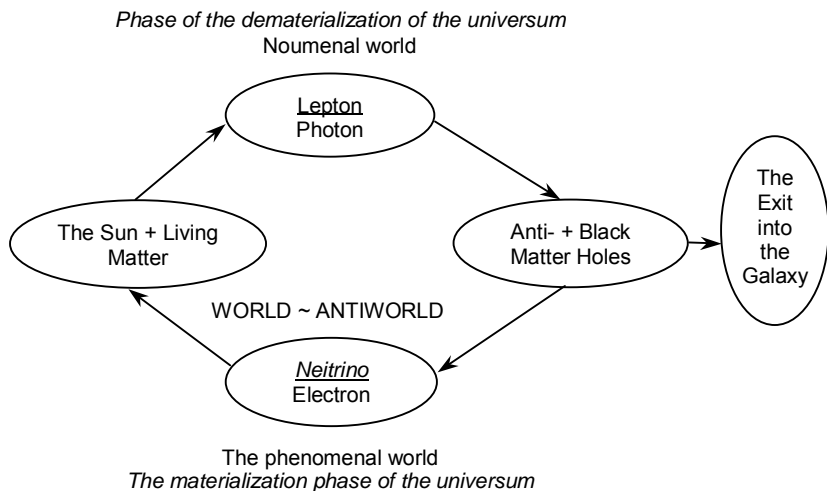 Phase of the dematerialization of the universum
Noumenal world
Lepton
Photon
The Sun + Living
Matter
Anti- + Black
Matter Holes
The
Exit
into
the
Galaxy
WORLD ~ ANTIWORLD
Neitrino
Electron
The phenomenal world
The materialization phase of the universum